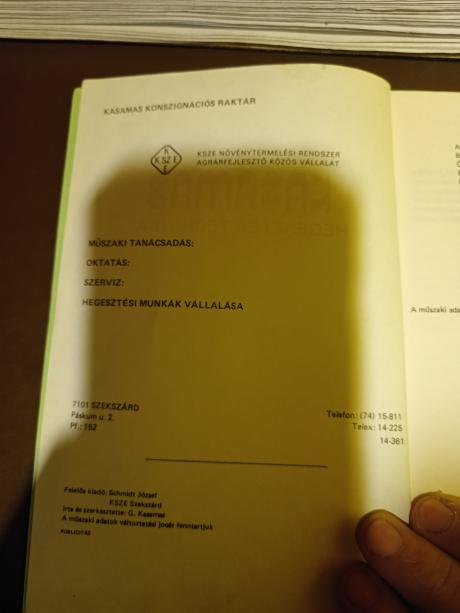 KASAMAS KONSZIGNÁCIÓS RAKTÁR
K
KSZE
E
KSZE NÖVÉNYTERMELÉSI RENDSZER
AGRÁRFEJLESZTŐ KÖZÖS VÁLLALAT
MŰSZAKI TANÁCSADÁS:
OKTATÁS:
SZERVIZ:
HEGESZTÉSI MUNKÁK VÁLLALÁSA
7101 SZEKSZÁRD
Páskum u. 2.
Pf.: 152
Telefon: (74) 15-811
Telex: 14-225
14-361
Felelős kiadó: Schmidt József
KSZE Szekszárd
Írta és szerkesztette: G. Kasamas
A műszaki adatok változtatási jogát fenntartjuk
PUBLICITÁS
A műszaki ada